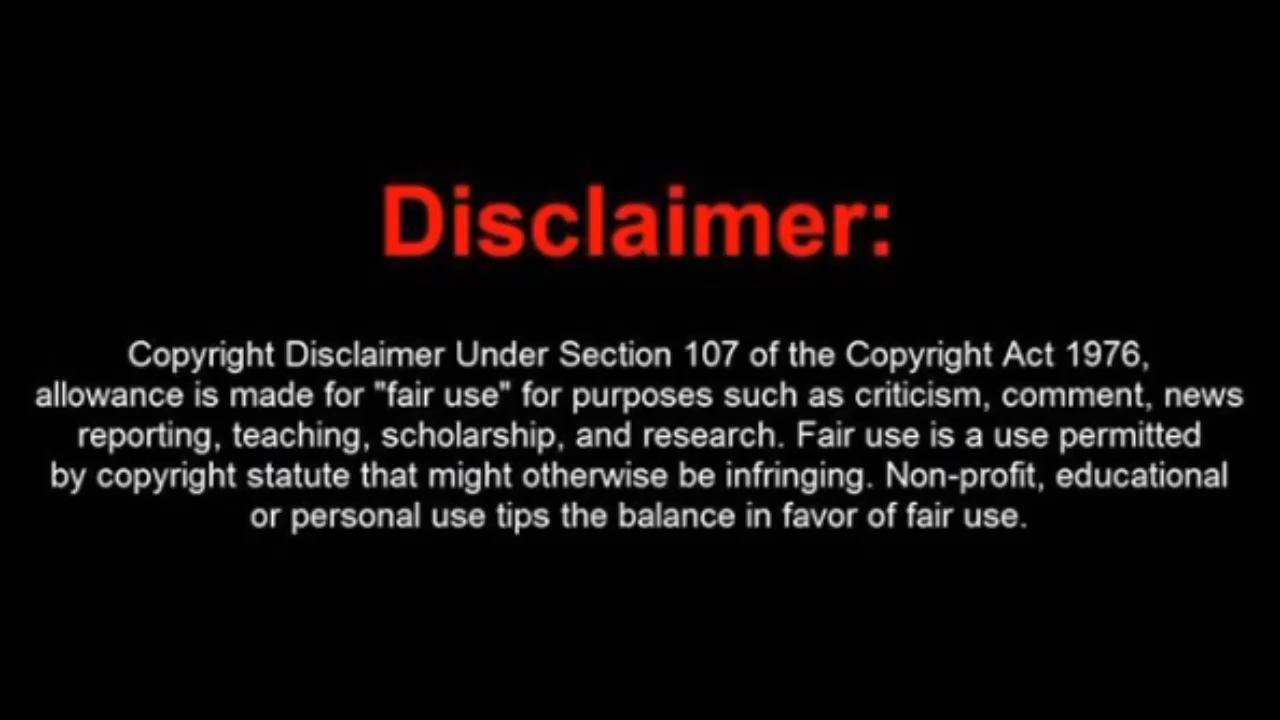 Disclaimer:
Copyright Disclaimer Under Section 107 of the Copyright Act 1976,
allowance is made for "fair use" for purposes such as criticism, comment, news
reporting, teaching, scholarship, and research. Fair use is a use permitted
by copyright statute that might otherwise be infringing. Non-profit, educational
or personal use tips the balance in favor of fair use.